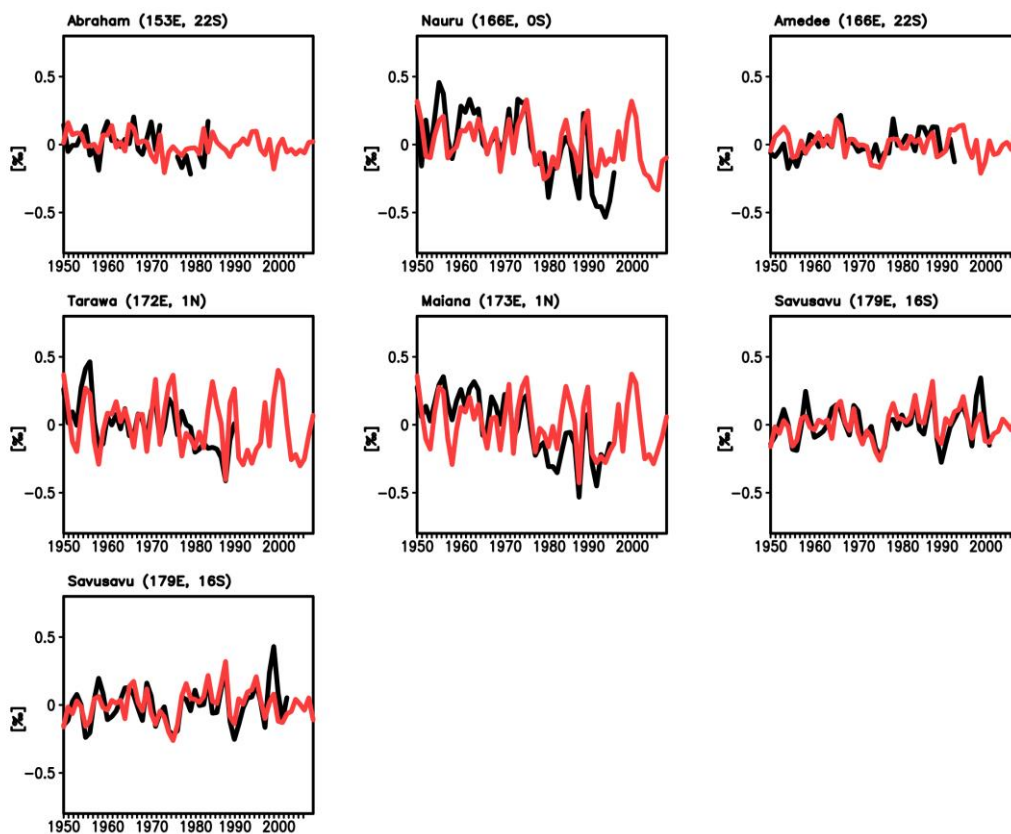 Abraham (153E, 22S)
Nauru (166E, 0S)
Amedee (166E, 22S)
[‰]
0.5
0
−0.5
1950 1960 1970 1980 1990 2000
[‰]
0.5
0
−0.5
1950 1960 1970 1980 1990 2000
[‰]
0.5
0
−0.5
1950 1960 1970 1980 1990 2000
Tarawa (172E, 1N)
Maiana (173E, 1N)
Savusavu (179E, 16S)
[‰]
0.5
0
−0.5
1950 1960 1970 1980 1990 2000
[‰]
0.5
0
−0.5
1950 1960 1970 1980 1990 2000
[‰]
0.5
0
−0.5
1950 1960 1970 1980 1990 2000
Savusavu (179E, 16S)
[‰]
0.5
0
−0.5
1950 1960 1970 1980 1990 2000